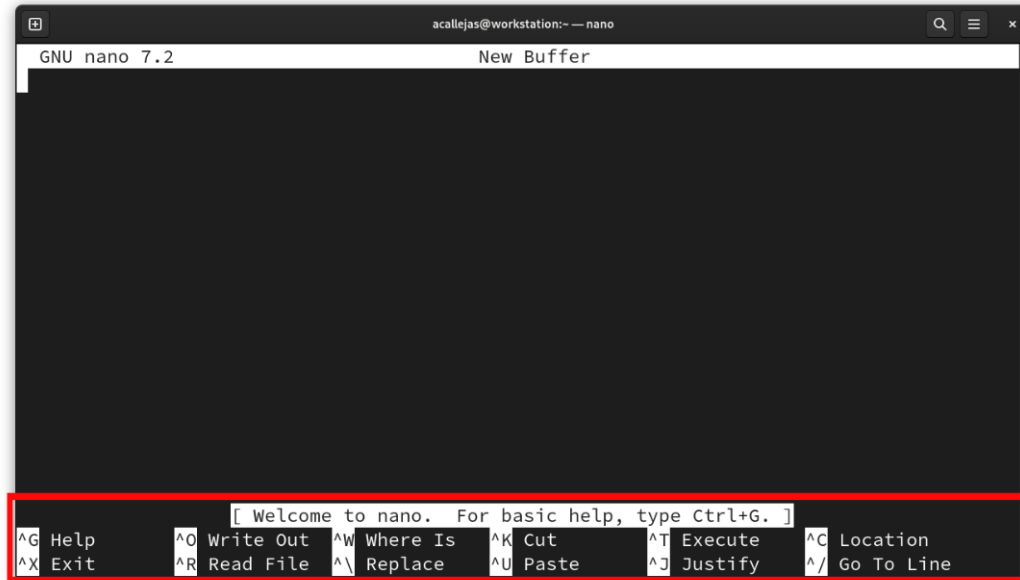 acallejas@workstation:~ — nano
GNU nano 7.2 New Buffer
[ Welcome to nano. For basic help, type Ctrl+G. ]
^G Help ^O Write Out ^W Where Is ^K Cut ^T Execute ^C Location
^X Exit ^R Read File ^\ Replace ^U Paste ^J Justify ^/ Go To Line